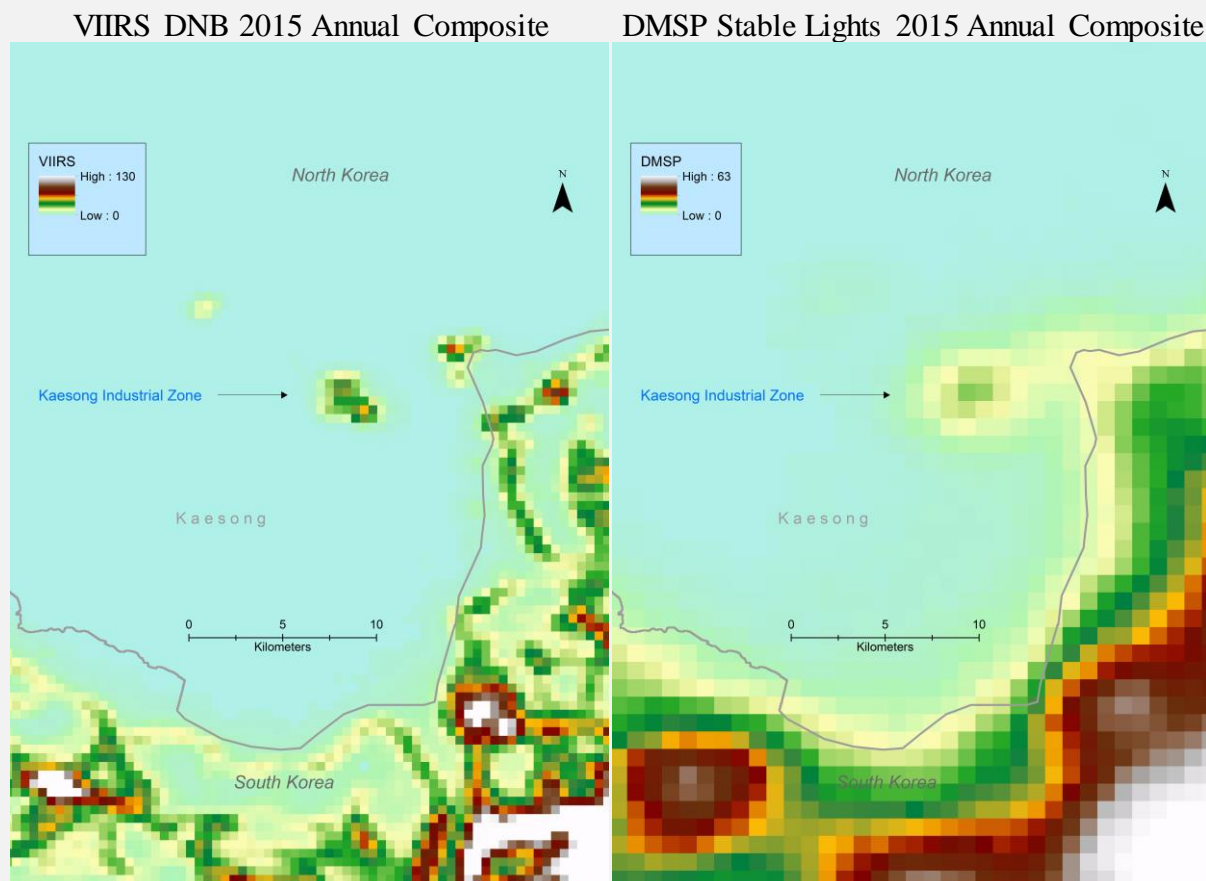 VIIRS DNB 2015 Annual Composite
VIIRS
High : 130
Low : 0
North Korea
N
Kaesong Industrial Zone
Kaesong
0 5 10
Kilometers
South Korea
DMSP Stable Lights 2015 Annual Composite
DMSP
High : 63
Low : 0
North Korea
N
Kaesong Industrial Zone
Kaesong
0 5 10
Kilometers
South Korea